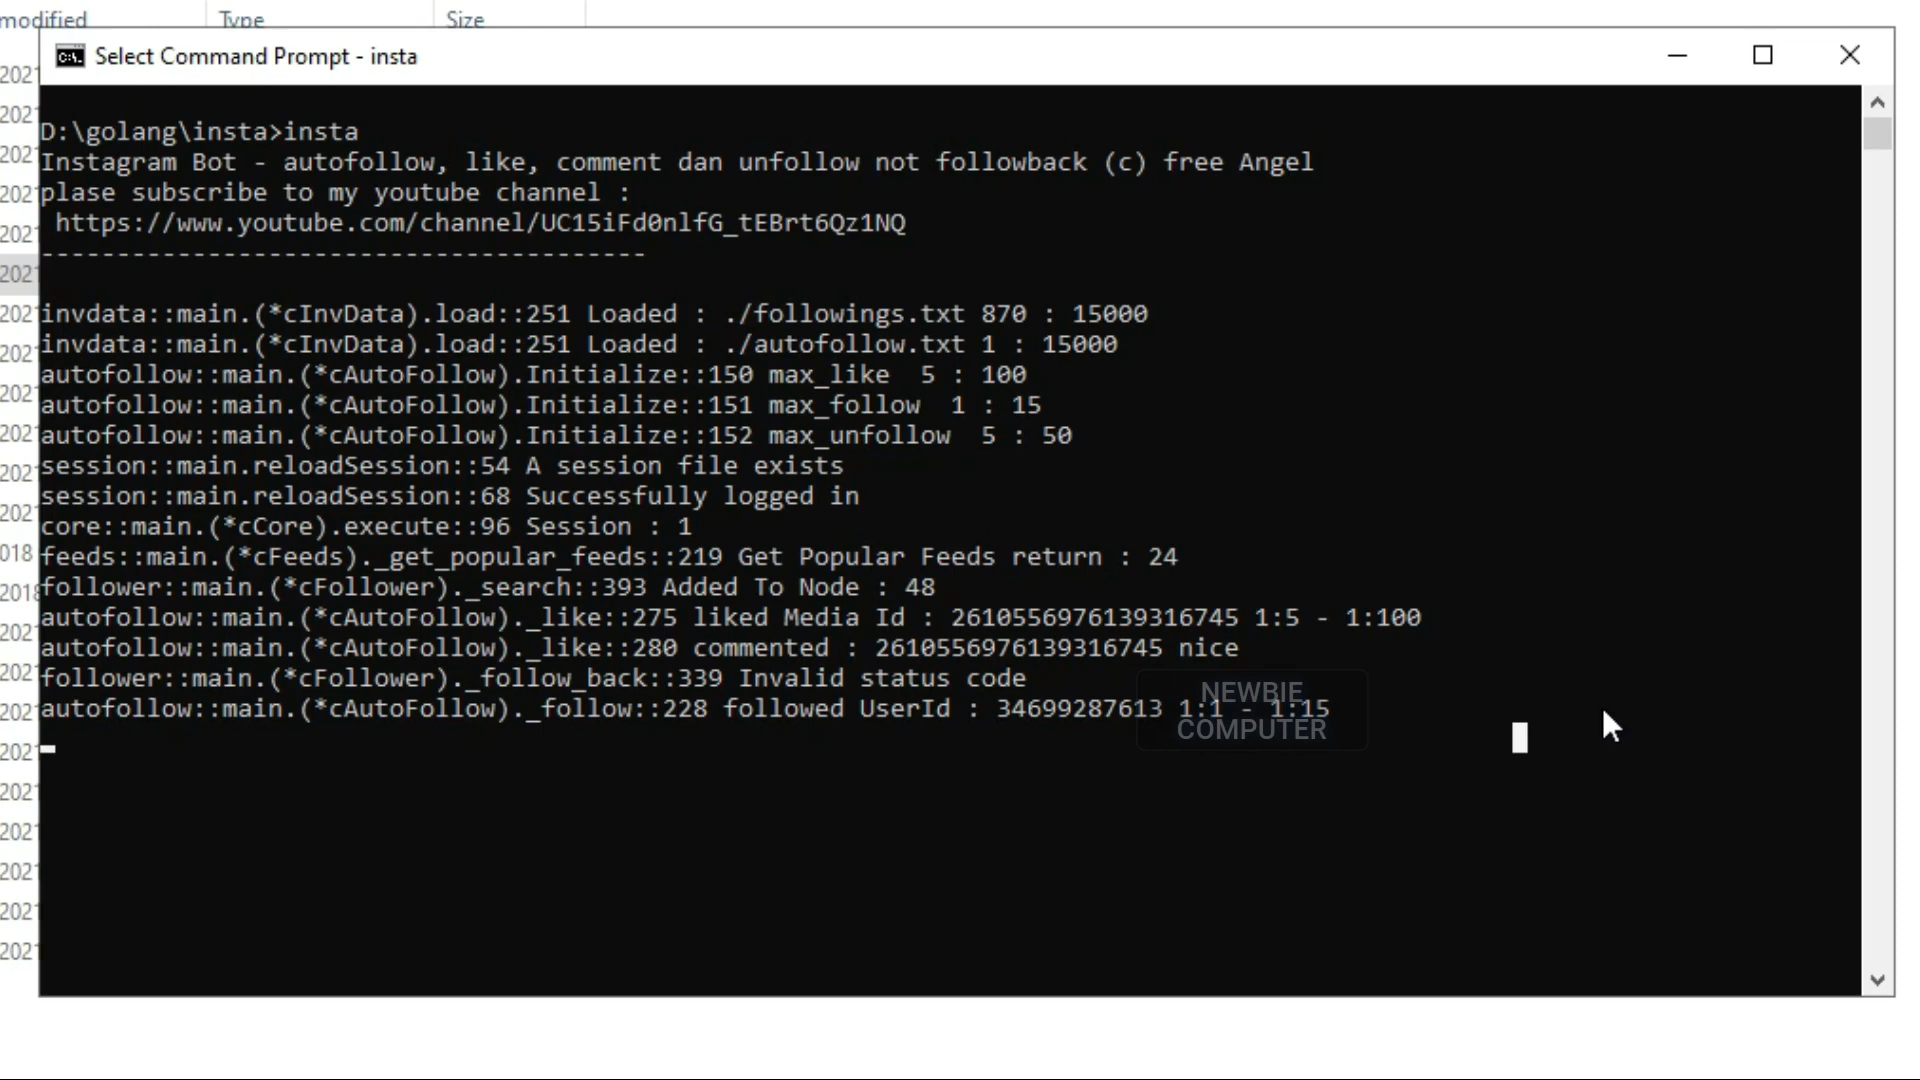 modified Type Size
Select Command Prompt - insta
D:\golang\insta>insta
Instagram Bot - autofollow, like, comment dan unfollow not followback (c) free Angel
plase subscribe to my youtube channel :
https://www.youtube.com/channel/UC15iFd0nlfG_tEBrt6Qz1NQ
----------------------------------------
invdata::main.(*cInvData).load::251 Loaded : ./followings.txt 870 : 15000
invdata::main.(*cInvData).load::251 Loaded : ./autofollow.txt 1 : 15000
autofollow::main.(*cAutoFollow).Initialize::150 max_like  5 : 100
autofollow::main.(*cAutoFollow).Initialize::151 max_follow  1 : 15
autofollow::main.(*cAutoFollow).Initialize::152 max_unfollow  5 : 50
session::main.reloadSession::54 A session file exists
session::main.reloadSession::68 Successfully logged in
core::main.(*cCore).execute::96 Session : 1
feeds::main.(*cFeeds)._get_popular_feeds::219 Get Popular Feeds return : 24
follower::main.(*cFollower)._search::393 Added To Node : 48
autofollow::main.(*cAutoFollow)._like::275 liked Media Id : 2610556976139316745 1:5 - 1:100
autofollow::main.(*cAutoFollow)._like::280 commented : 2610556976139316745 nice
follower::main.(*cFollower)._follow_back::339 Invalid status code
autofollow::main.(*cAutoFollow)._follow::228 followed UserId : 34699287613 1:1 - 1:15
NEWBIE
COMPUTER